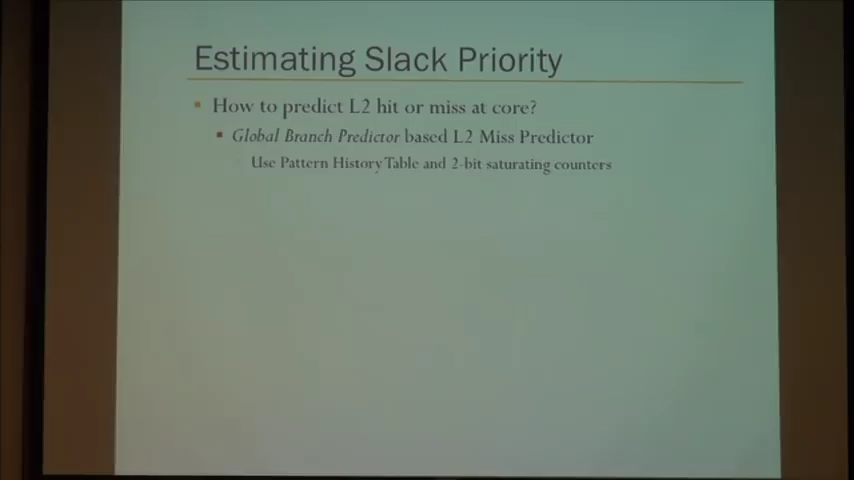 Estimating Slack Priority
How to predict L2 hit or miss at core?
Global Branch Predictor based L2 Miss Predictor
Use Pattern History Table and 2-bit saturating counters